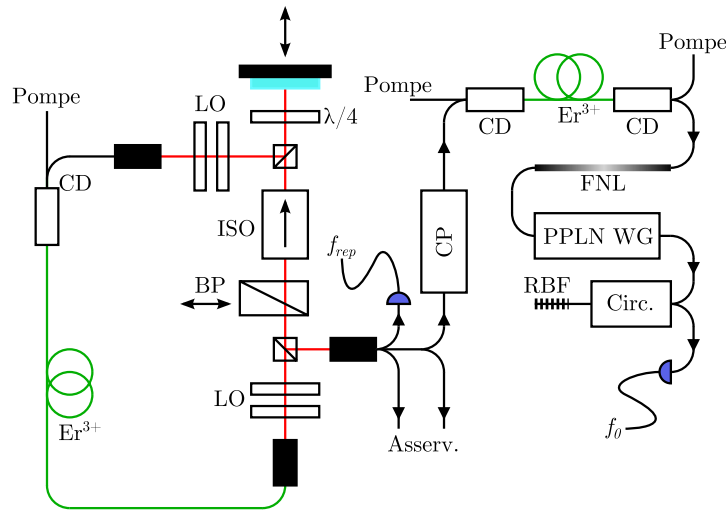 Pompe
Pompe
LO
λ/4
Pompe
CD
Er3+
CD
CD
FNL
ISO
CP
PPLN WG
frep
BP
RBF
Circ.
LO
Er3+
Asserv.
f0